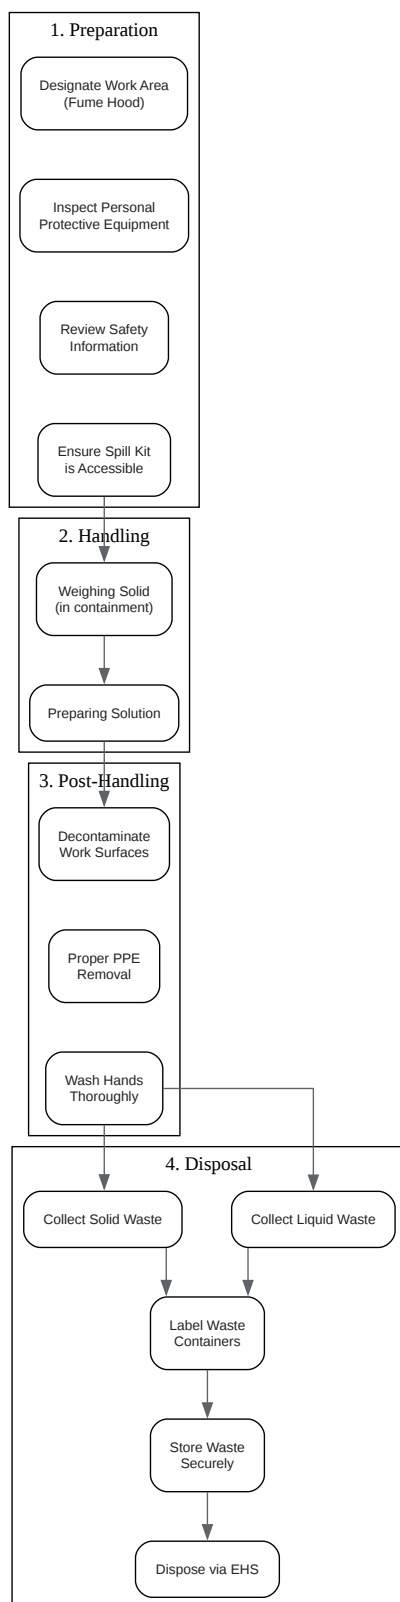 1. Preparation
Designate Work Area
(Fume Hood)
Inspect Personal
Protective Equipment
Review Safety
Information
Ensure Spill Kit
is Accessible
2. Handling
Weighing Solid
(in containment)
Preparing Solution
3. Post-Handling
Decontaminate
Work Surfaces
Proper PPE
Removal
Wash Hands
Thoroughly
4. Disposal
Collect Solid Waste
Collect Liquid Waste
Label Waste
Containers
Store Waste
Securely
Dispose via EHS